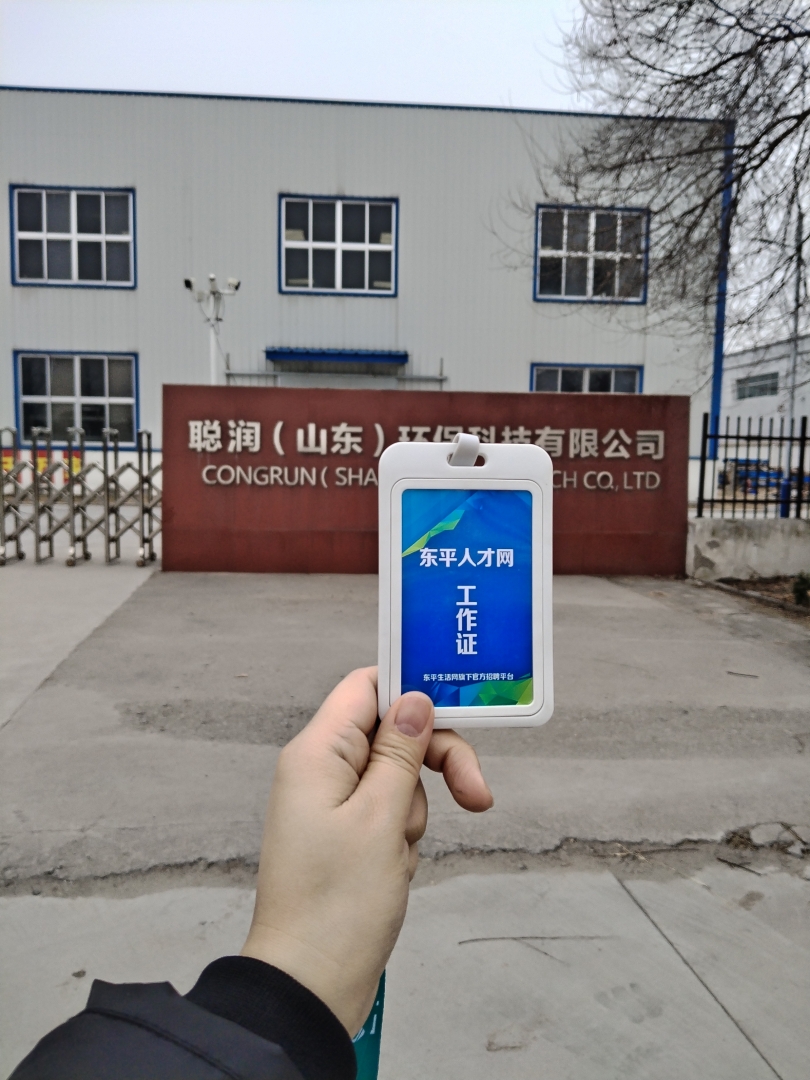 聪润（山东）环保科技有限公司
CONGRUN( SHA CH CO.,LTD
东平人才网
工
作
证
东平生活网旗下官方招聘平台